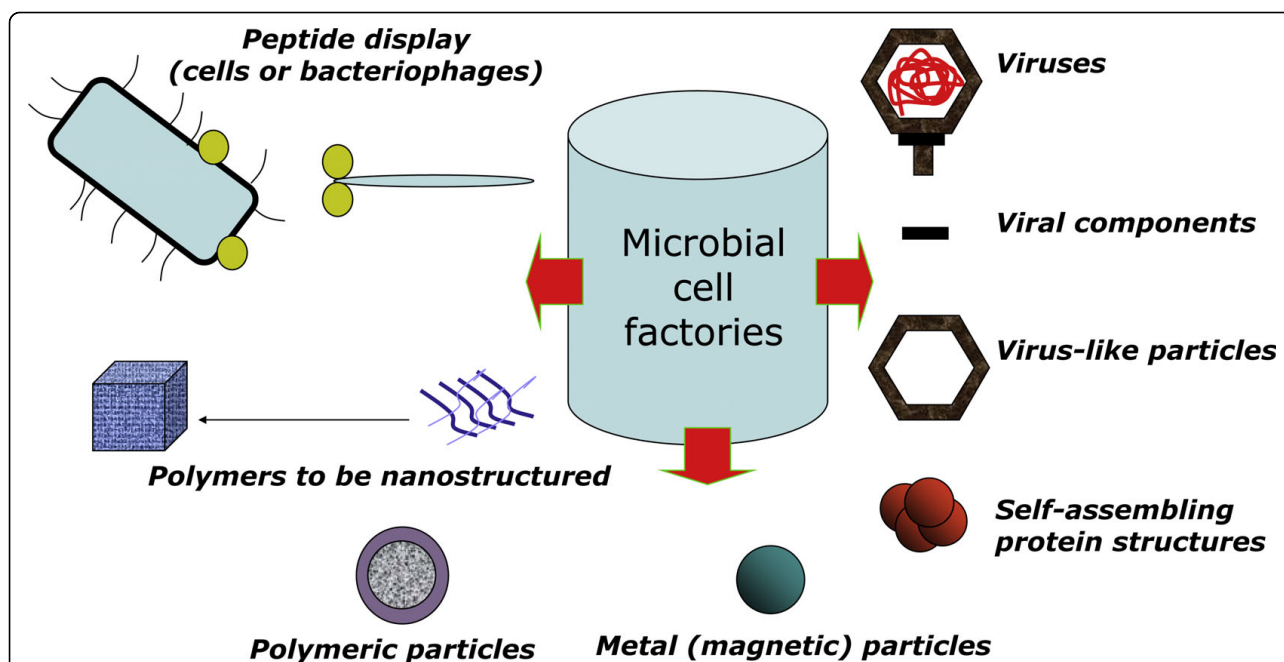 Peptide display
(cells or bacteriophages)
Viruses
Microbial
cell
factories
Viral components
Virus-like particles
Polymers to be nanostructured
Self-assembling
protein structures
Polymeric particles
Metal (magnetic) particles